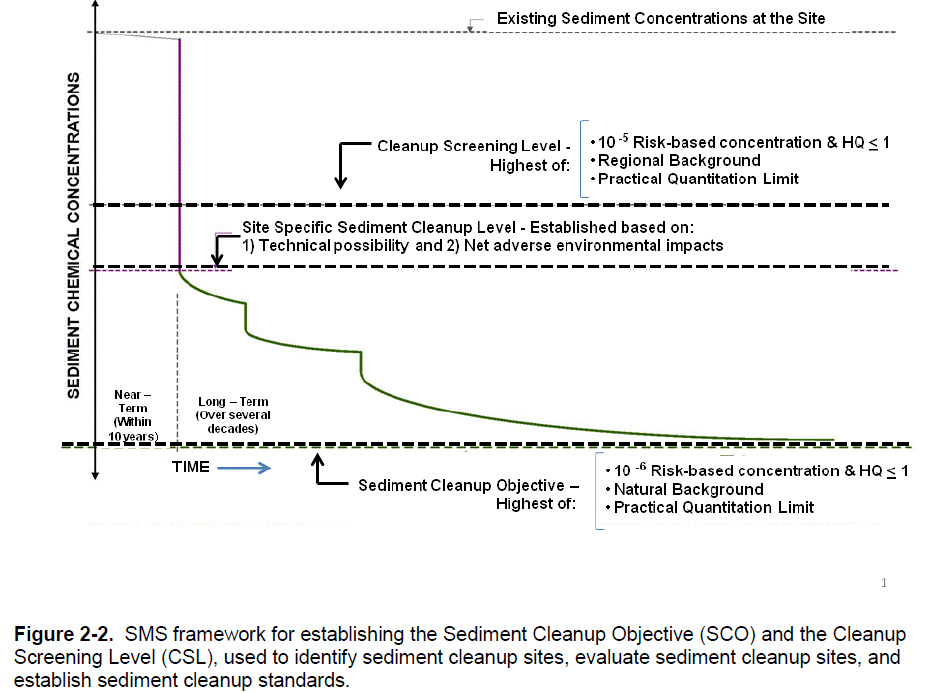 Existing Sediment Concentrations at the Site
SEDIMENT CHEMICAL CONCENTRATIONS
Cleanup Screening Level -
Highest of:
• 10 -5 Risk-based concentration & HQ ≤ 1
• Regional Background
• Practical Quantitation Limit
Site Specific Sediment Cleanup Level - Established based on:
1) Technical possibility and 2) Net adverse environmental impacts
Near –
Term
(Within
10 years)
Long – Term
(Over several
decades)
TIME
Sediment Cleanup Objective –
Highest of:
• 10 -6 Risk-based concentration & HQ ≤ 1
• Natural Background
• Practical Quantitation Limit
1
Figure 2-2. SMS framework for establishing the Sediment Cleanup Objective (SCO) and the Cleanup
Screening Level (CSL), used to identify sediment cleanup sites, evaluate sediment cleanup sites, and
establish sediment cleanup standards.